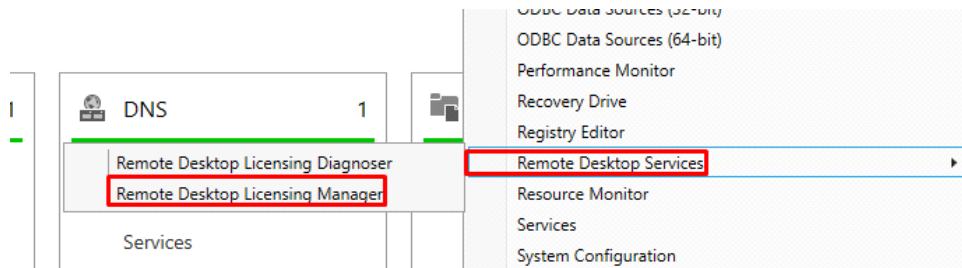 ODBC Data Sources (32-bit)
ODBC Data Sources (64-bit)
Performance Monitor
Recovery Drive
Registry Editor
Remote Desktop Services
Resource Monitor
Services
System Configuration
1
DNS 1
Remote Desktop Licensing Diagnoser
Remote Desktop Licensing Manager
Services